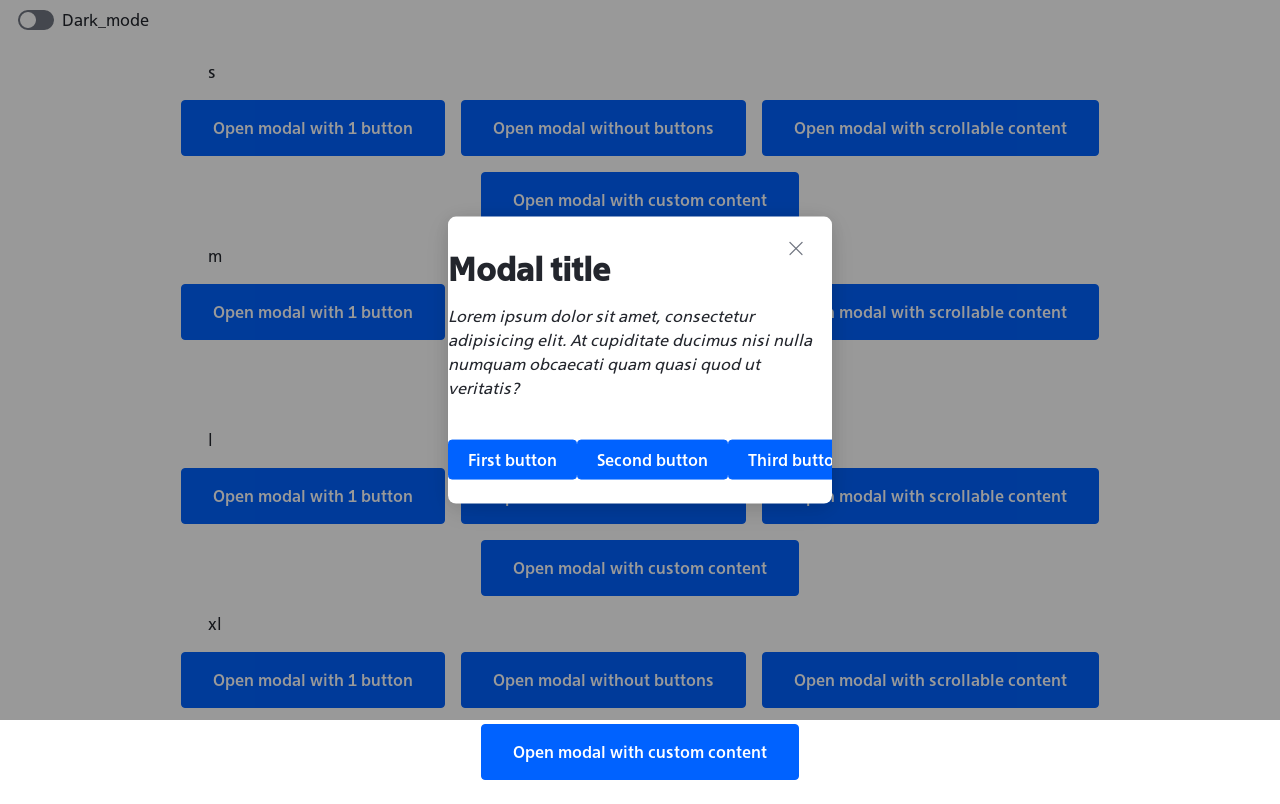 Dark_mode
s
Open modal with 1 button
Open modal without buttons
Open modal with scrollable content
Open modal with custom content
m
Open modal with 1 button
modal with scrollable content
Modal title
Lorem ipsum dolor sit amet, consectetur
adipisicing elit. At cupiditate ducimus nisi nulla
numquam obcaecati quam quasi quod ut
veritatis?
First button
Second button
Third butto
l
Open modal with 1 button
modal with scrollable content
Open modal with custom content
xl
Open modal with 1 button
Open modal without buttons
Open modal with scrollable content
Open modal with custom content